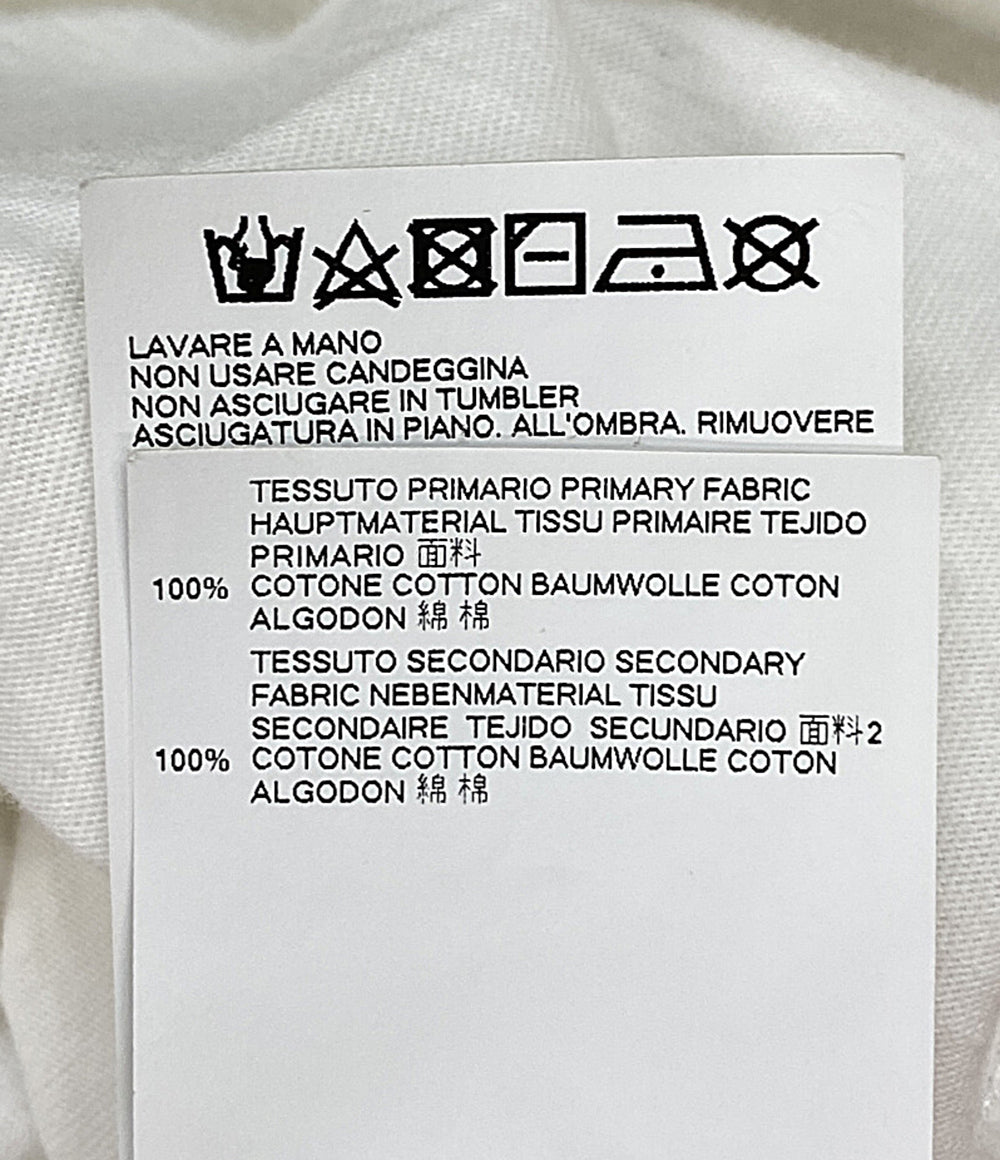 LAVARE A MANO
NON USARE CANDEGGINA
NON ASCIUGARE IN TUMBLER
ASCIUGATURA IN PIANO. ALL'OMBRA. RIMUOVERE
TESSUTO PRIMARIO PRIMARY FABRIC
HAUPTMATERIAL TISSU PRIMAIRE TEJIDO
PRIMARIO 面料
100% COTONE COTTON BAUMWOLLE COTON
ALGODON 綿 棉
TESSUTO SECONDARIO SECONDARY
FABRIC NEBENMATERIAL TISSU
SECONDAIRE TEJIDO SECUNDARIO 面料2
100% COTONE COTTON BAUMWOLLE COTON
ALGODON 綿 棉